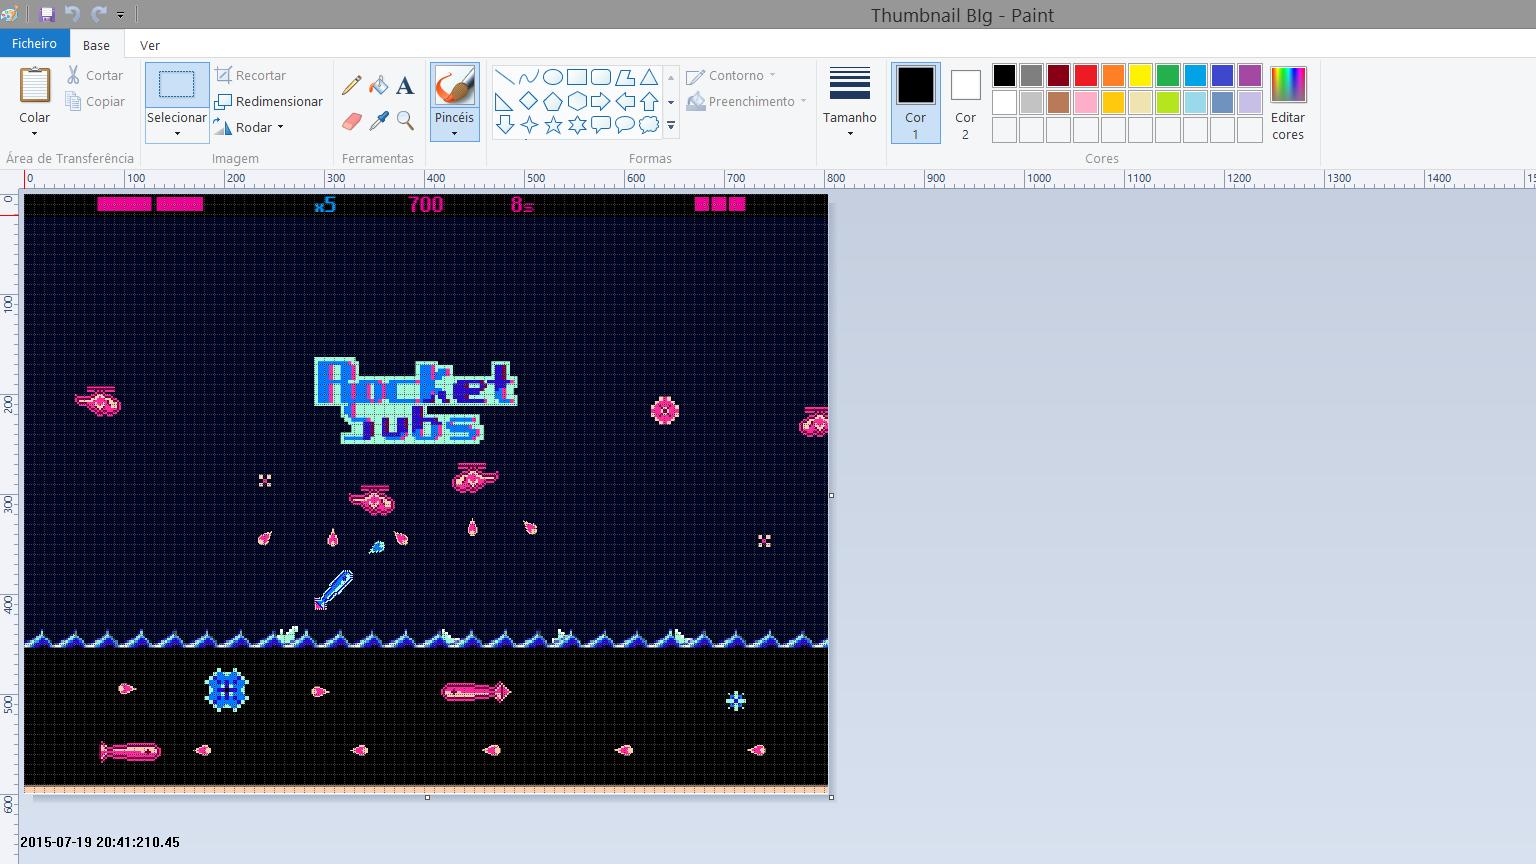 Thumbnail BIg - Paint
Ficheiro Base Ver
Colar
Cortar
Copiar
Área de Transferência
Selecionar
Recortar
Redimensionar
Rodar
Imagem
A
Ferramentas
Pincéis
Contorno
Preenchimento
Formas
Tamanho
Cor 1
Cor 2
Editar cores
Cores
0 100 200 300 400 500 600 700 800 900 1000 1100 1200 1300 1400 15
0
100
200
300
400
500
600
x5 700 8s
Rocket
Subs
2015-07-19 20:41:210.45